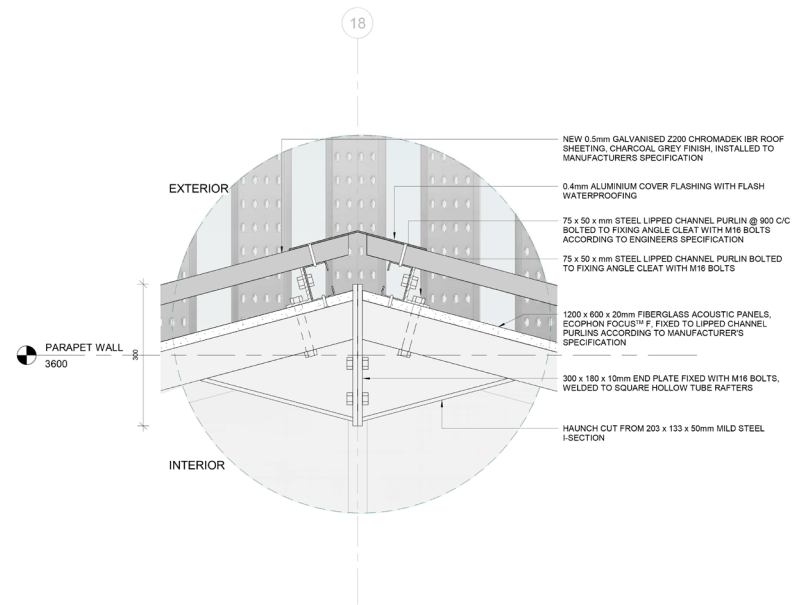 18
NEW 0.5mm GALVANISED Z200 CHROMADEK IBR ROOF
SHEETING, CHARCOAL GREY FINISH, INSTALLED TO
MANUFACTURERS SPECIFICATION
EXTERIOR
0.4mm ALUMINIUM COVER FLASHING WITH FLASH
WATERPROOFING
75 x 50 x mm STEEL LIPPED CHANNEL PURLIN @ 900 C/C
BOLTED TO FIXING ANGLE CLEAT WITH M16 BOLTS
ACCORDING TO ENGINEERS SPECIFICATION
75 x 50 x mm STEEL LIPPED CHANNEL PURLIN BOLTED
TO FIXING ANGLE CLEAT WITH M16 BOLTS
1200 x 600 x 20mm FIBERGLASS ACOUSTIC PANELS,
ECOPHON FOCUS™ F, FIXED TO LIPPED CHANNEL
PURLINS ACCORDING TO MANUFACTURER'S
SPECIFICATION
PARAPET WALL
3600
300
300 x 180 x 10mm END PLATE FIXED WITH M16 BOLTS,
WELDED TO SQUARE HOLLOW TUBE RAFTERS
HAUNCH CUT FROM 203 x 133 x 50mm MILD STEEL
I-SECTION
INTERIOR